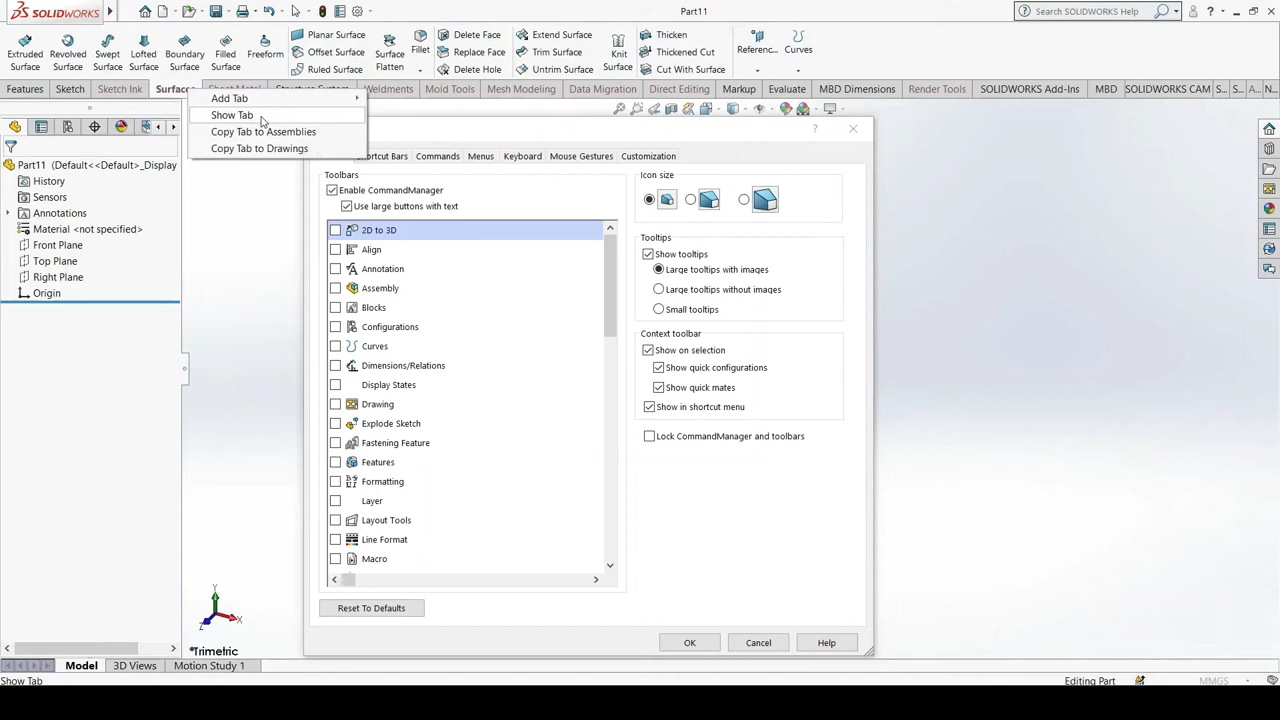 SOLIDWORKS
Part11
Search SOLIDWORKS Help
Extruded Surface
Revolved Surface
Swept Surface
Lofted Surface
Boundary Surface
Filled Surface
Freeform
Planar Surface
Offset Surface
Ruled Surface
Surface Flatten
Fillet
Delete Face
Replace Face
Delete Hole
Extend Surface
Trim Surface
Untrim Surface
Knit Surface
Thicken
Thickened Cut
Cut With Surface
Referenc...
Curves
Features
Sketch
Sketch Ink
Surfaces
Sheet Metal
Structure System
Weldments
Mold Tools
Mesh Modeling
Data Migration
Direct Editing
Markup
Evaluate
MBD Dimensions
Render Tools
SOLIDWORKS Add-Ins
MBD
SOLIDWORKS CAM
A...
N...
Add Tab
Show Tab
Copy Tab to Assemblies
Copy Tab to Drawings
Part11 (Default<<Default>_Display
History
Sensors
Annotations
Material <not specified>
Front Plane
Top Plane
Right Plane
Origin
Shortcut Bars
Commands
Menus
Keyboard
Mouse Gestures
Customization
Toolbars
Enable CommandManager
Use large buttons with text
2D to 3D
Align
Annotation
Assembly
Blocks
Configurations
Curves
Dimensions/Relations
Display States
Drawing
Explode Sketch
Fastening Feature
Features
Formatting
Layer
Layout Tools
Line Format
Macro
Reset To Defaults
Icon size
Tooltips
Show tooltips
Large tooltips with images
Large tooltips without images
Small tooltips
Context toolbar
Show on selection
Show quick configurations
Show quick mates
Show in shortcut menu
Lock CommandManager and toolbars
OK
Cancel
Help
Y
X
Z
*Trimetric
Model
3D Views
Motion Study 1
Show Tab
Editing Part
MMGS